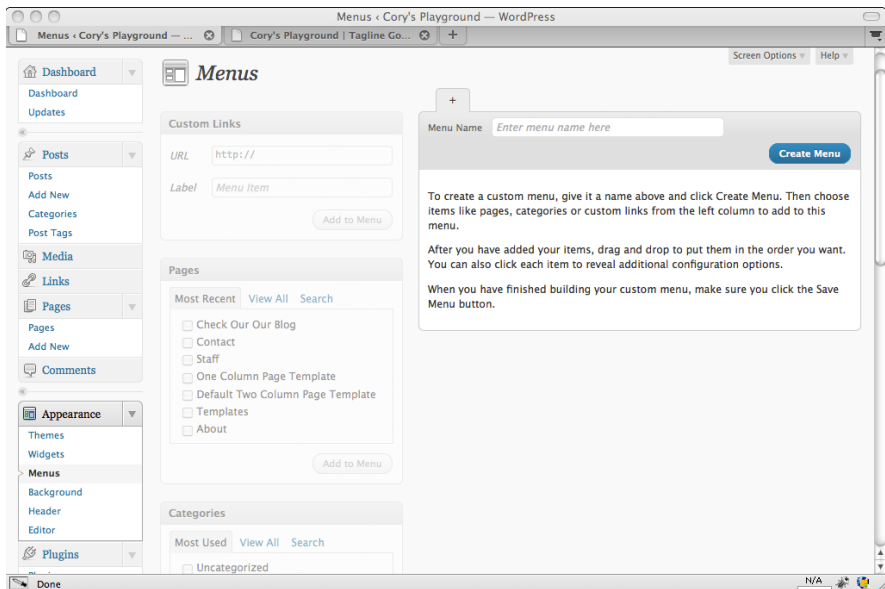 Menus ‹ Cory's Playground — WordPress
Menus ‹ Cory's Playground — ...
Cory's Playground | Tagline Go...
+
Screen Options
Help
Dashboard
Dashboard
Updates
Posts
Posts
Add New
Categories
Post Tags
Media
Links
Pages
Pages
Add New
Comments
Appearance
Themes
Widgets
Menus
Background
Header
Editor
Plugins
Menus
Custom Links
URL http://
Label Menu Item
Add to Menu
Pages
Most Recent View All Search
Check Our Our Blog
Contact
Staff
One Column Page Template
Default Two Column Page Template
Templates
About
Add to Menu
Categories
Most Used View All Search
Uncategorized
+
Menu Name Enter menu name here
Create Menu
To create a custom menu, give it a name above and click Create Menu. Then choose
items like pages, categories or custom links from the left column to add to this
menu.
After you have added your items, drag and drop to put them in the order you want.
You can also click each item to reveal additional configuration options.
When you have finished building your custom menu, make sure you click the Save
Menu button.
Done
N/A